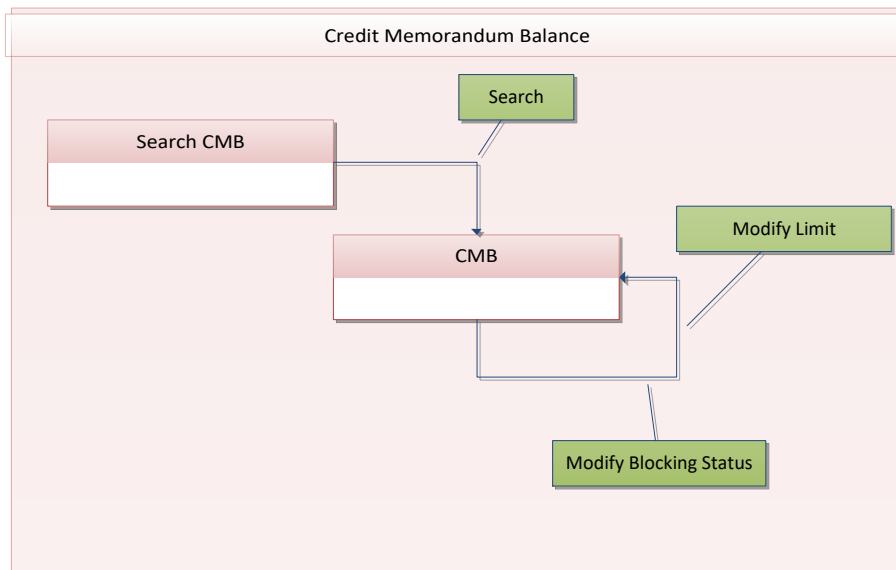 Credit Memorandum Balance
Search
Search CMB
Modify Limit
CMB
Modify Blocking Status